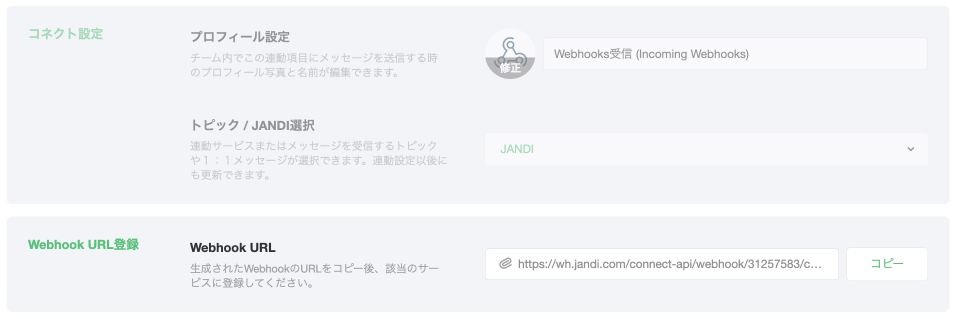 コネクト設定
プロフィール設定
チーム内でこの連動項目にメッセージを送信する時
のプロフィール写真と名前が編集できます。
修正
Webhooks受信 (Incoming Webhooks)
トピック / JANDI選択
連動サービスまたはメッセージを受信するトピック
や1：1メッセージが選択できます。連動設定以後に
も更新できます。
JANDI
Webhook URL登録
Webhook URL
生成されたWebhookのURLをコピー後、該当のサー
ビスに登録してください。
https://wh.jandi.com/connect-api/webhook/31257583/c...
コピー